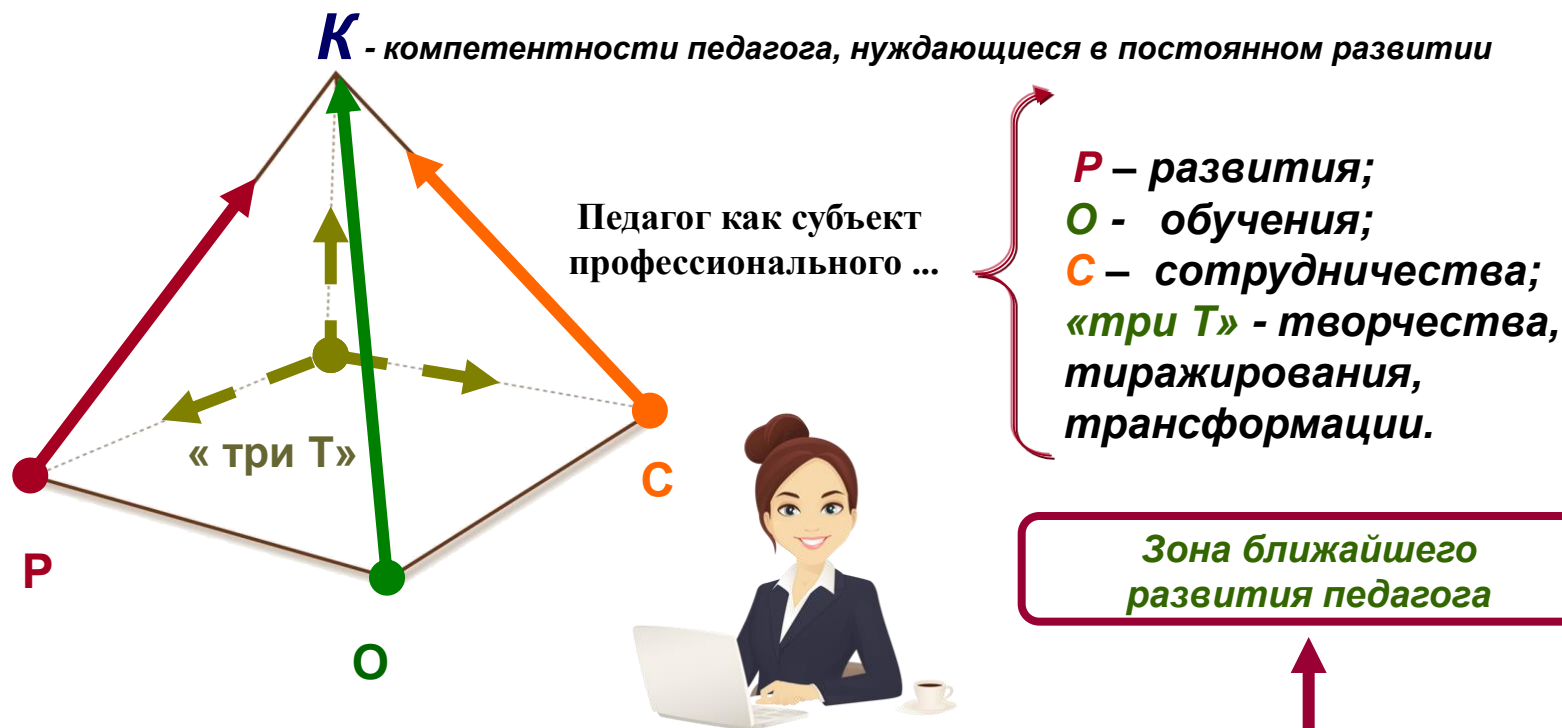 К - компетентности педагога, нуждающиеся в постоянном развитии
Педагог как субъект
профессионального ...
Р – развития;
О - обучения;
С – сотрудничества;
«три Т» - творчества,
тиражирования,
трансформации.
« три Т»
Р
О
С
Зона ближайшего
развития педагога